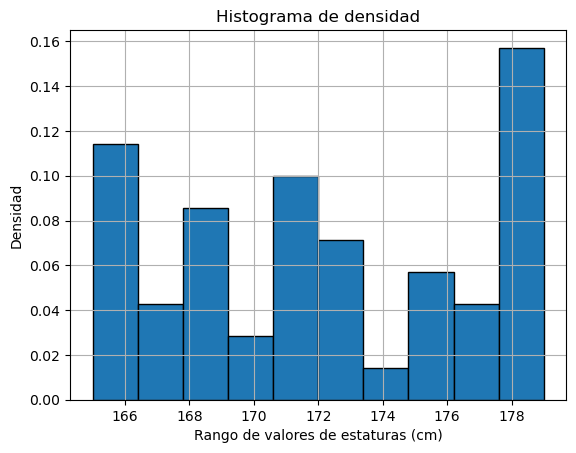 Histograma de densidad
Densidad
0.16
0.14
0.12
0.10
0.08
0.06
0.04
0.02
0.00
166 168 170 172 174 176 178
Rango de valores de estaturas (cm)